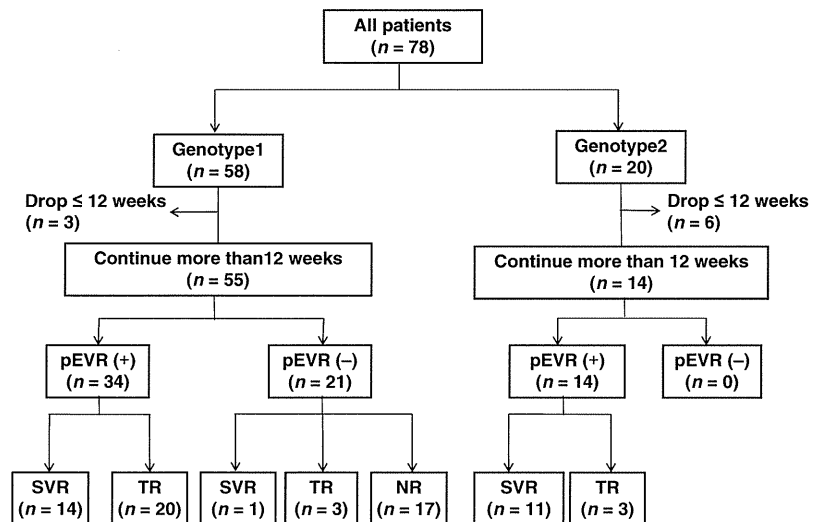 All patients
(n = 78)
Genotype1
(n = 58)
Genotype2
(n = 20)
Drop ≤ 12 weeks
(n = 3)
Drop ≤ 12 weeks
(n = 6)
Continue more than12 weeks
(n = 55)
Continue more than 12 weeks
(n = 14)
pEVR (+)
(n = 34)
pEVR (–)
(n = 21)
pEVR (+)
(n = 14)
pEVR (–)
(n = 0)
SVR
(n = 14)
TR
(n = 20)
SVR
(n = 1)
TR
(n = 3)
NR
(n = 17)
SVR
(n = 11)
TR
(n = 3)